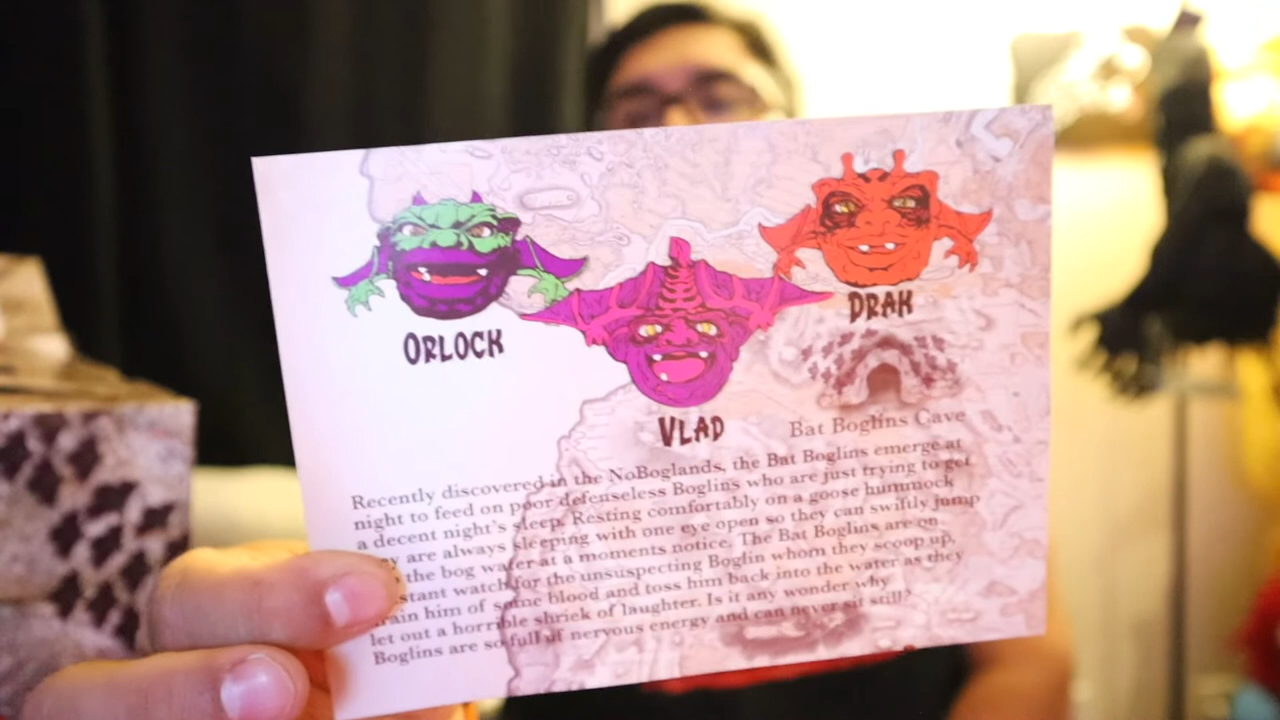 ORLOCK
VLAD
DRAK
Bat Boglins Cave
Recently discovered in the NoBoglands, the Bat Boglins emerge at
night to feed on poor defenseless Boglins who are just trying to get
a decent night's sleep. Resting comfortably on a goose hummock
are always sleeping with one eye open so they can swiftly jump
the bog water at a moments notice. The Bat Boglins are on
watch for the unsuspecting Boglin whom they scoop up,
him of some blood and toss him back into the water as they
let out a horrible shriek of laughter. Is it any wonder why
Boglins are so full of nervous energy and can never sit still?